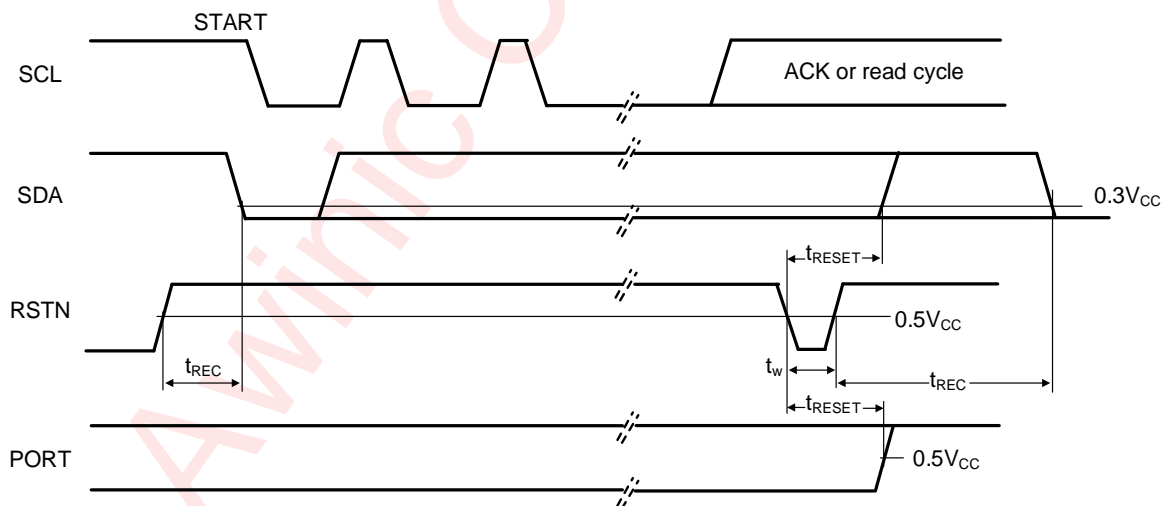 START
SCL
ACK or read cycle
SDA
0.3VCC
tRESET
RSTN
0.5VCC
tREC
tw
tREC
tRESET
PORT
0.5VCC
Awinic C